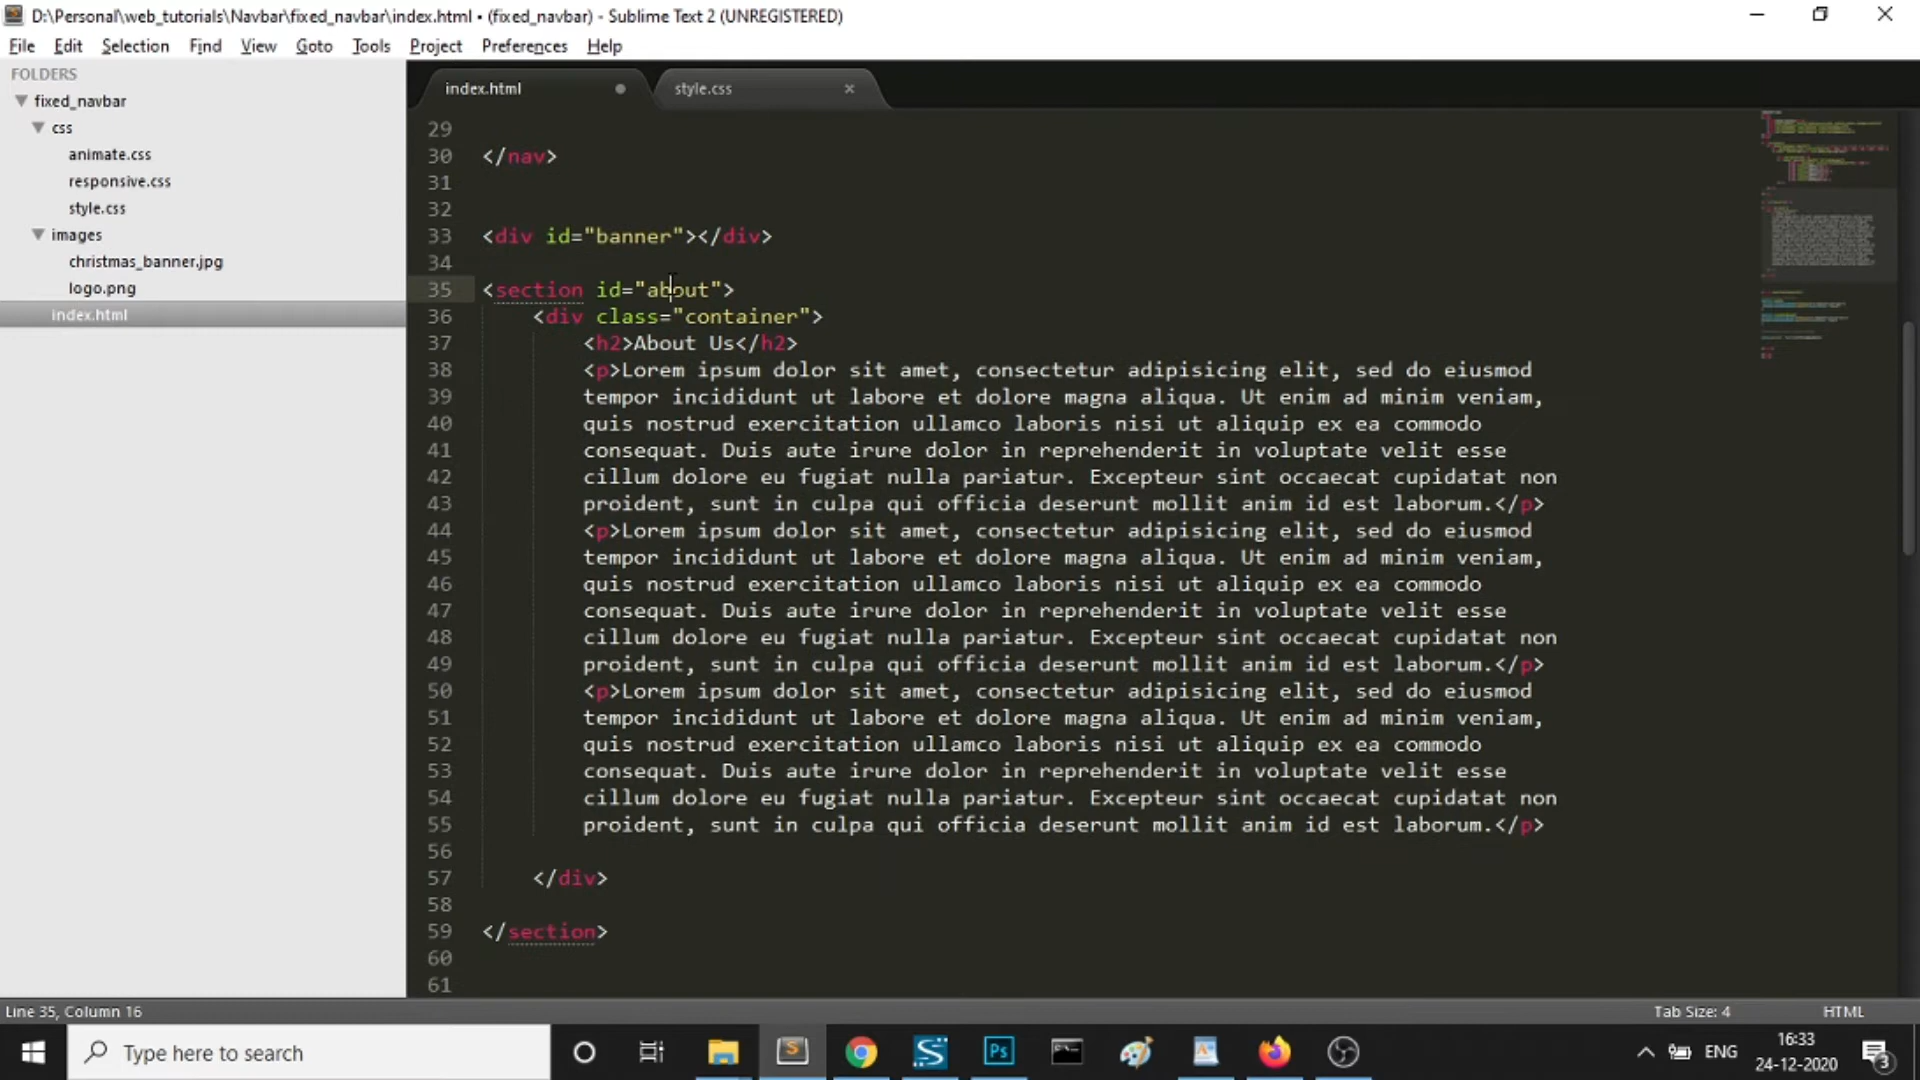 D:\Personal\web_tutorials\Navbar\fixed_navbar\index.html • (fixed_navbar) - Sublime Text 2 (UNREGISTERED)
File Edit Selection Find View Goto Tools Project Preferences Help
FOLDERS
fixed_navbar
css
animate.css
responsive.css
style.css
images
christmas_banner.jpg
logo.png
index.html
index.html style.css
29
30 </nav>
31
32
33 <div id="banner"></div>
34
35 <section id="about">
36 <div class="container">
37 <h2>About Us</h2>
38 <p>Lorem ipsum dolor sit amet, consectetur adipisicing elit, sed do eiusmod
39 tempor incididunt ut labore et dolore magna aliqua. Ut enim ad minim veniam,
40 quis nostrud exercitation ullamco laboris nisi ut aliquip ex ea commodo
41 consequat. Duis aute irure dolor in reprehenderit in voluptate velit esse
42 cillum dolore eu fugiat nulla pariatur. Excepteur sint occaecat cupidatat non
43 proident, sunt in culpa qui officia deserunt mollit anim id est laborum.</p>
44 <p>Lorem ipsum dolor sit amet, consectetur adipisicing elit, sed do eiusmod
45 tempor incididunt ut labore et dolore magna aliqua. Ut enim ad minim veniam,
46 quis nostrud exercitation ullamco laboris nisi ut aliquip ex ea commodo
47 consequat. Duis aute irure dolor in reprehenderit in voluptate velit esse
48 cillum dolore eu fugiat nulla pariatur. Excepteur sint occaecat cupidatat non
49 proident, sunt in culpa qui officia deserunt mollit anim id est laborum.</p>
50 <p>Lorem ipsum dolor sit amet, consectetur adipisicing elit, sed do eiusmod
51 tempor incididunt ut labore et dolore magna aliqua. Ut enim ad minim veniam,
52 quis nostrud exercitation ullamco laboris nisi ut aliquip ex ea commodo
53 consequat. Duis aute irure dolor in reprehenderit in voluptate velit esse
54 cillum dolore eu fugiat nulla pariatur. Excepteur sint occaecat cupidatat non
55 proident, sunt in culpa qui officia deserunt mollit anim id est laborum.</p>
56
57 </div>
58
59 </section>
60
61
Line 35, Column 16 Tab Size: 4 HTML
Type here to search Ps ENG 16:33
24-12-2020 3